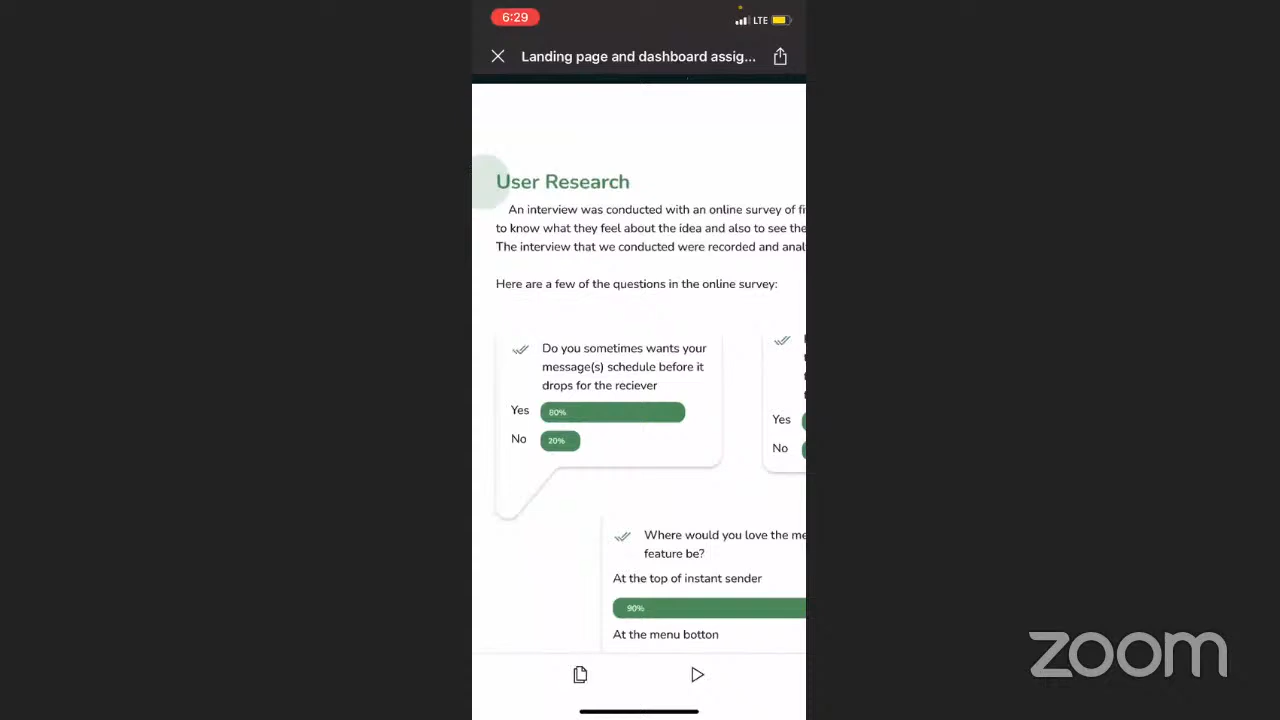 6:29
LTE
Landing page and dashboard assig...
User Research
An interview was conducted with an online survey of
to know what they feel about the idea and also to see the
The interview that we conducted were recorded and
Here are a few of the questions in the online survey:
Do you sometimes wants your
message(s) schedule before it
drops for the reciever
Yes 80%
No 20%
Yes
No
Where would you love the
feature be?
At the top of instant sender
90%
At the menu botton
zoom